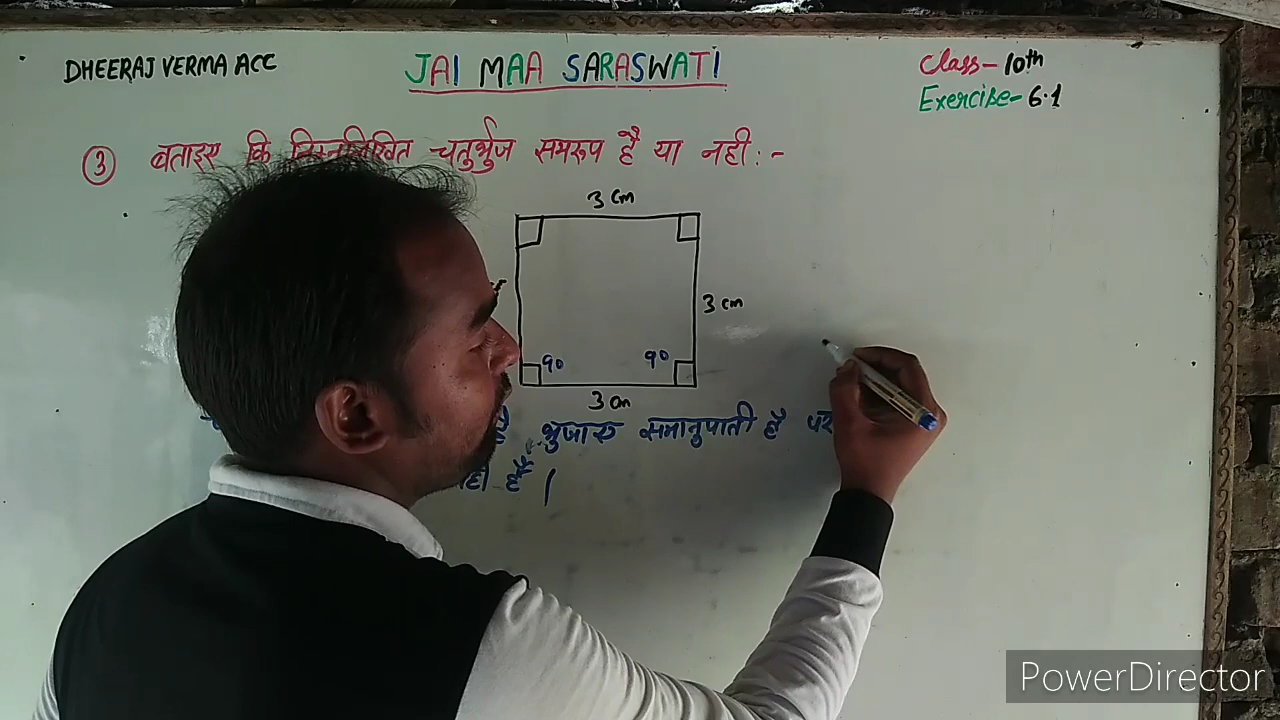 DHEERAJ VERMA ACC
JAI MAA SARASWATI
Class- 10th
Exercise- 6.1
③ बताइए कि निम्नलिखित चतुर्भुज समरूप है या नही :-
3 cm
3 cm
90
90
3 cm
भुजाए समानुपाती है
है।
PowerDirector